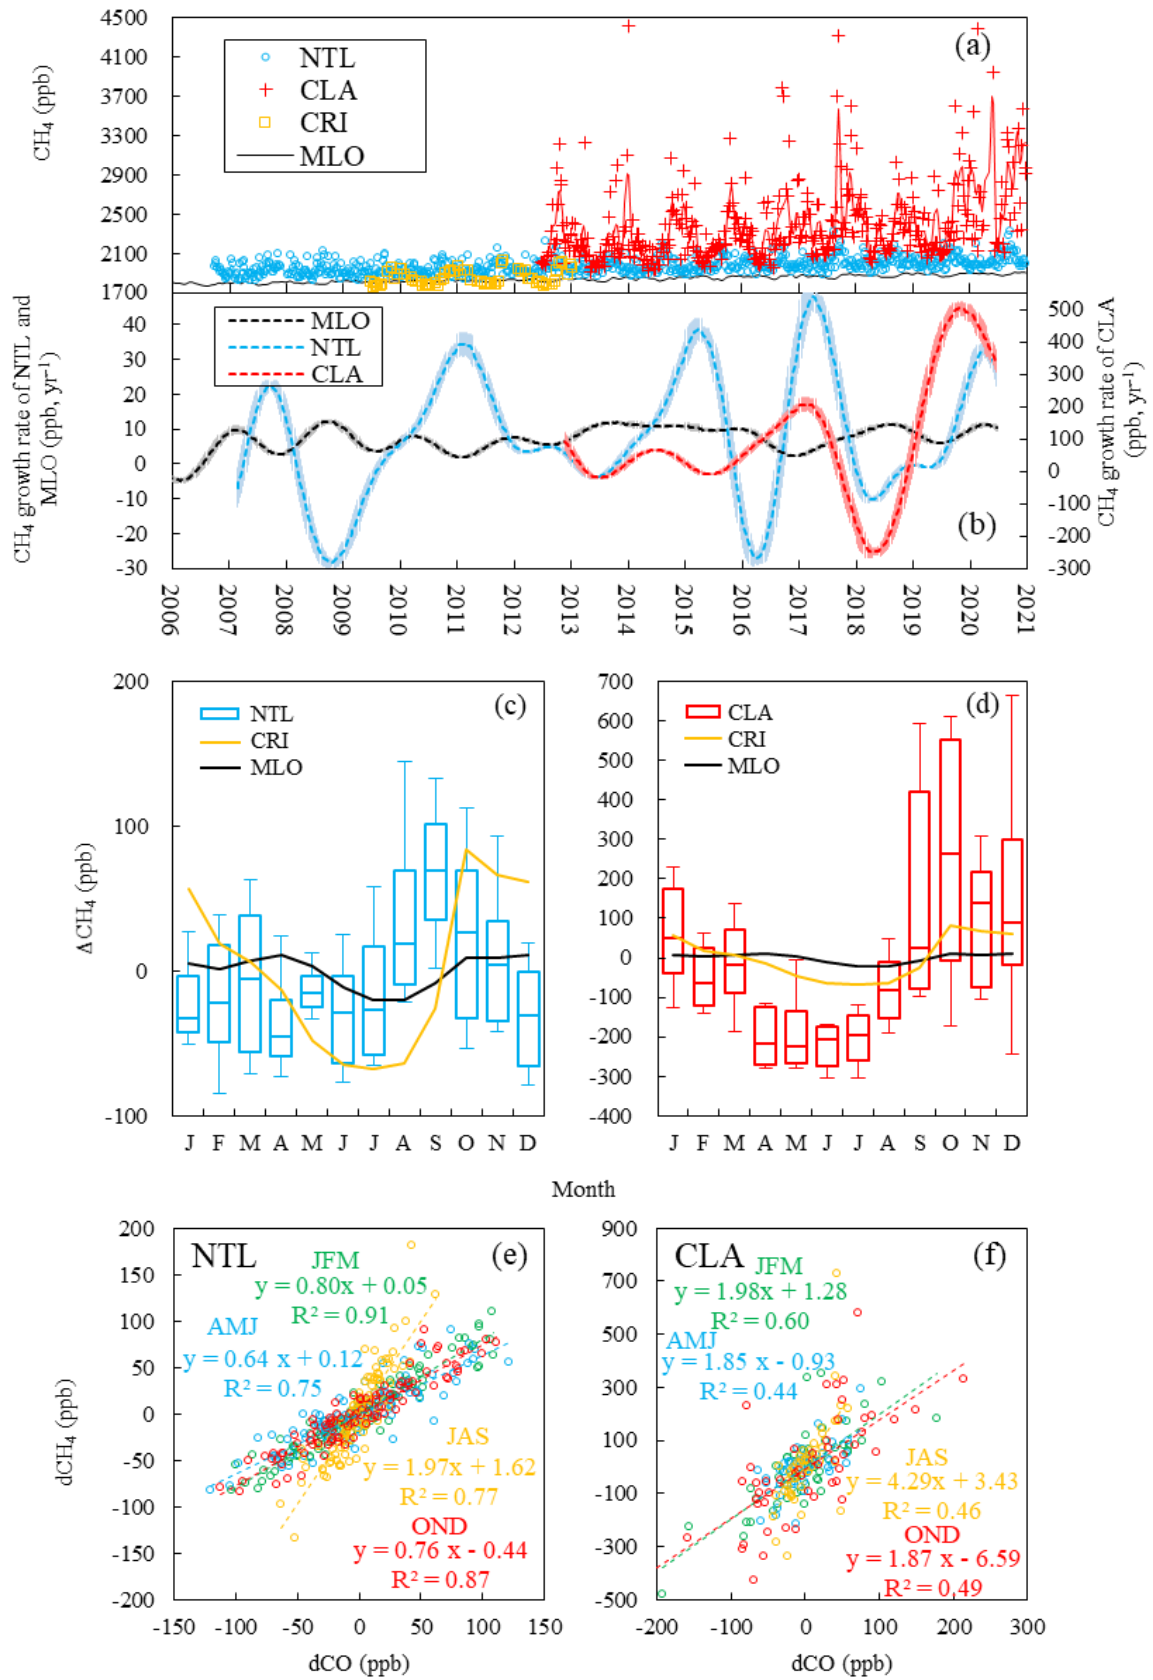 4500
4100
3700
3300
2900
2500
2100
1700
CH₄ (ppb)
NTL
CLA
CRI
MLO
(a)
40
30
20
10
0
-10
-20
-30
CH₄ growth rate of NTL and
MLO (ppb, yr⁻¹)
MLO
NTL
CLA
(b)
500
400
300
200
100
0
-100
-200
-300
CH₄ growth rate of CLA
(ppb, yr⁻¹)
2006 2007 2008 2009 2010 2011 2012 2013 2014 2015 2016 2017 2018 2019 2020 2021
200
100
0
-100
ΔCH₄ (ppb)
NTL
CRI
MLO
(c)
J F M A M J J A S O N D
700
600
500
400
300
200
100
0
-100
-200
-300
-400
CLA
CRI
MLO
(d)
J F M A M J J A S O N D
Month
200
150
100
50
0
-50
-100
-150
-200
dCH₄ (ppb)
NTL
(e)
JFM
y = 0.80x + 0.05
R² = 0.91
AMJ
y = 0.64 x + 0.12
R² = 0.75
JAS
y = 1.97x + 1.62
R² = 0.77
OND
y = 0.76 x - 0.44
R² = 0.87
-150 -100 -50 0 50 100 150
dCO (ppb)
900
700
500
300
100
-100
-300
-500
CLA
(f)
JFM
y = 1.98x + 1.28
R² = 0.60
AMJ
y = 1.85 x - 0.93
R² = 0.44
JAS
y = 4.29x + 3.43
R² = 0.46
OND
y = 1.87 x - 6.59
R² = 0.49
-200 -100 0 100 200 300
dCO (ppb)